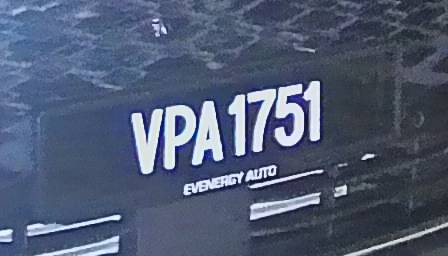 VPA 1751
EVENERGY AUTO